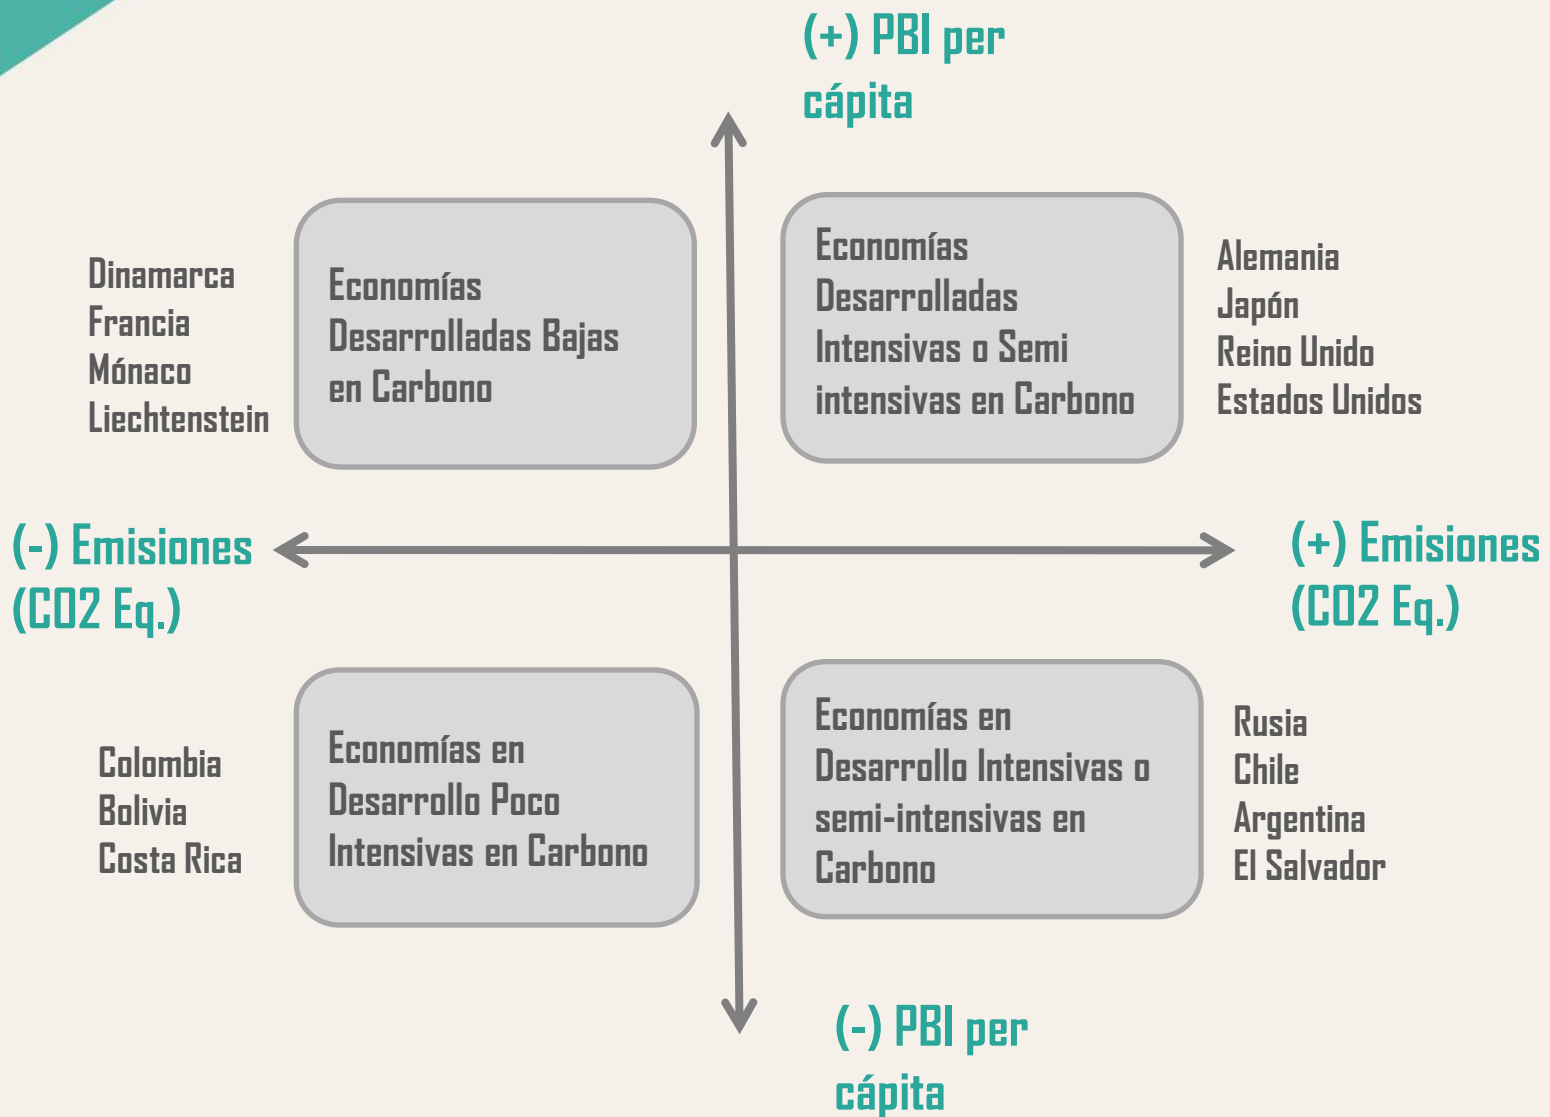 (+) PBI per
cápita
Dinamarca
Francia
Mónaco
Liechtenstein
Economías
Desarrolladas Bajas
en Carbono
Economías
Desarrolladas
Intensivas o Semi
intensivas en Carbono
Alemania
Japón
Reino Unido
Estados Unidos
(-) Emisiones
(CO2 Eq.)
(+) Emisiones
(CO2 Eq.)
Colombia
Bolivia
Costa Rica
Economías en
Desarrollo Poco
Intensivas en Carbono
Economías en
Desarrollo Intensivas o
semi-intensivas en
Carbono
Rusia
Chile
Argentina
El Salvador
(-) PBI per
cápita